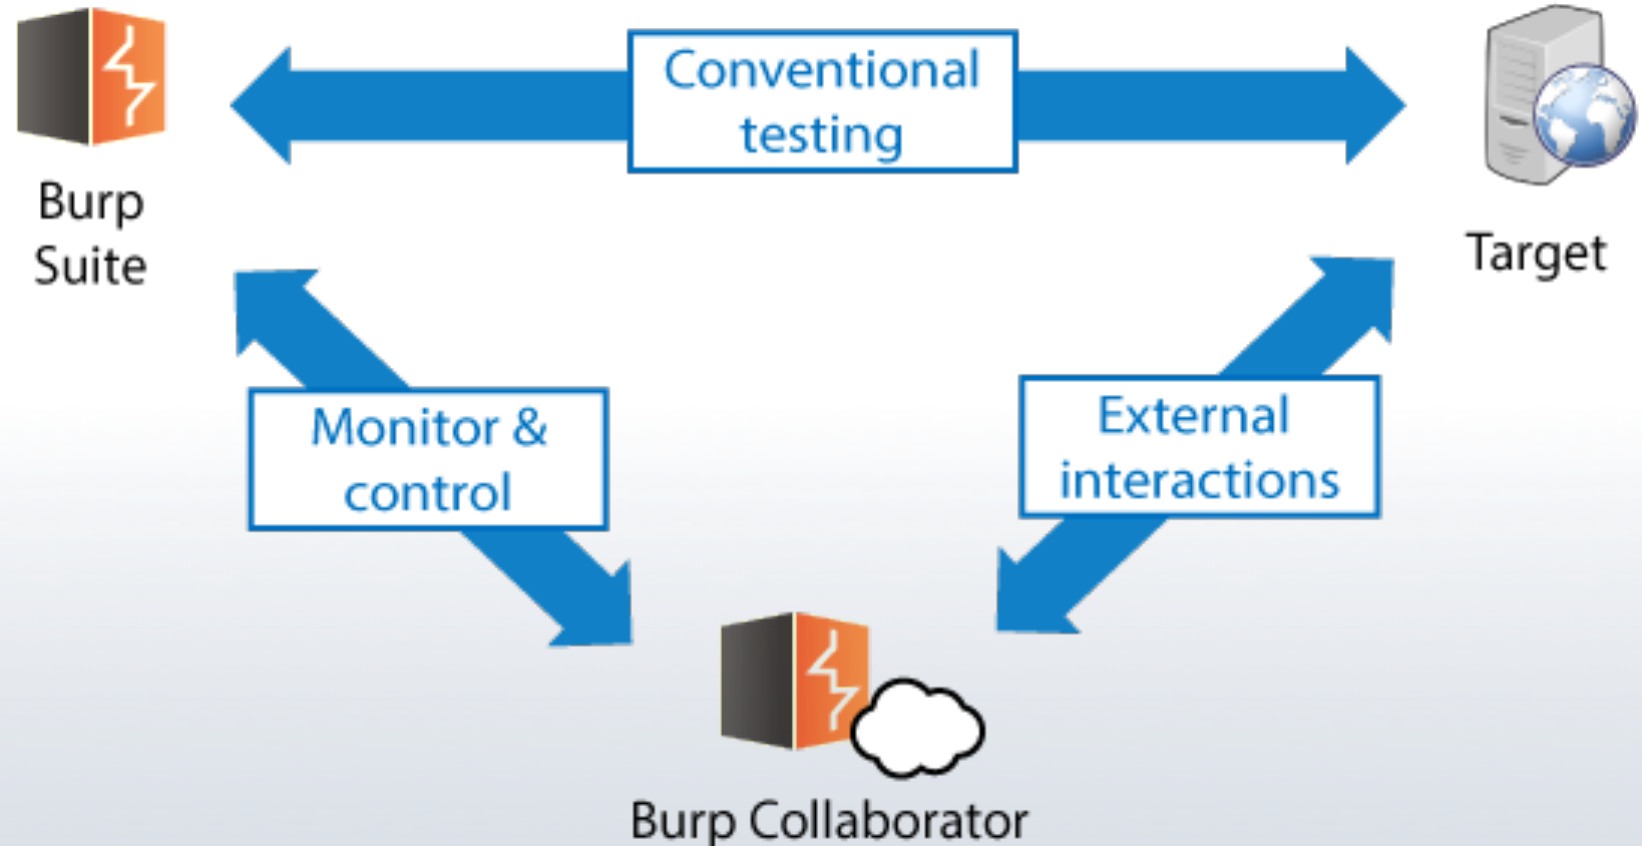 Conventional
testing
Burp
Suite
Target
Monitor &
control
External
interactions
Burp Collaborator